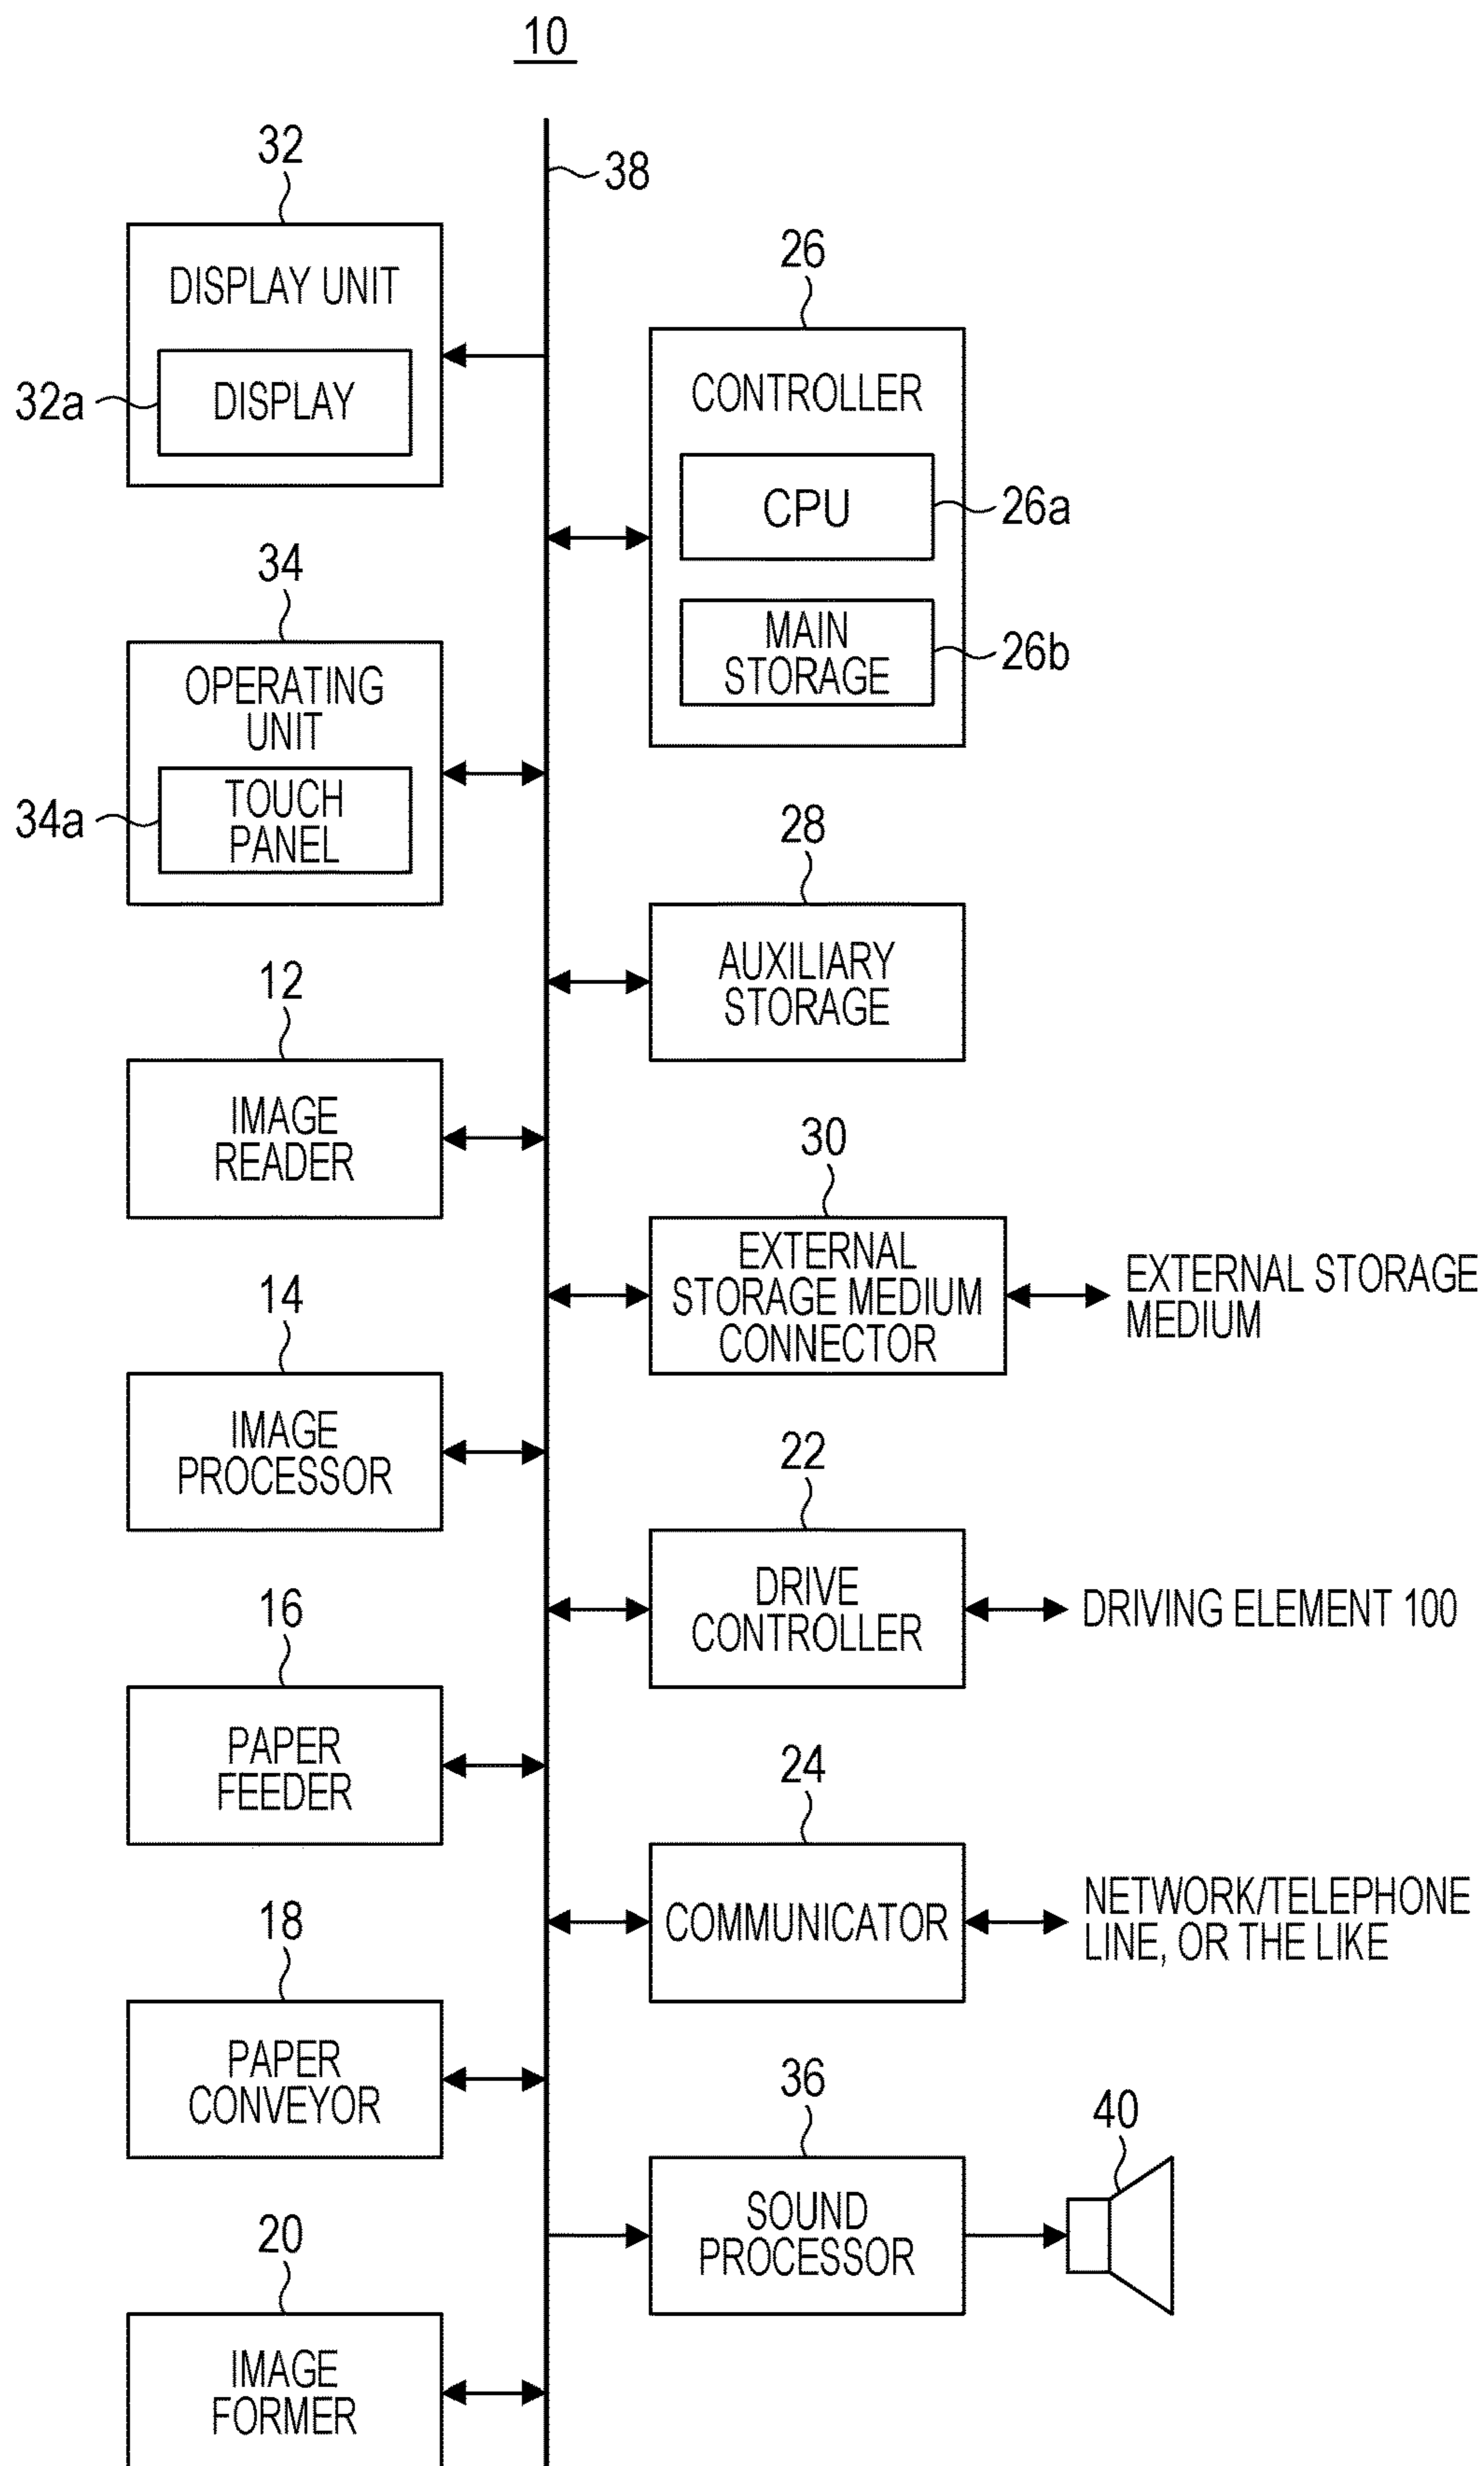 10
38
32
DISPLAY UNIT
32a
DISPLAY
26
CONTROLLER
CPU
26a
MAIN
STORAGE
26b
34
OPERATING
UNIT
34a
TOUCH
PANEL
28
AUXILIARY
STORAGE
12
IMAGE
READER
30
EXTERNAL
STORAGE MEDIUM
CONNECTOR
EXTERNAL STORAGE
MEDIUM
14
IMAGE
PROCESSOR
22
DRIVE
CONTROLLER
DRIVING ELEMENT 100
16
PAPER
FEEDER
24
COMMUNICATOR
NETWORK/TELEPHONE
LINE, OR THE LIKE
18
PAPER
CONVEYOR
36
SOUND
PROCESSOR
40
20
IMAGE
FORMER